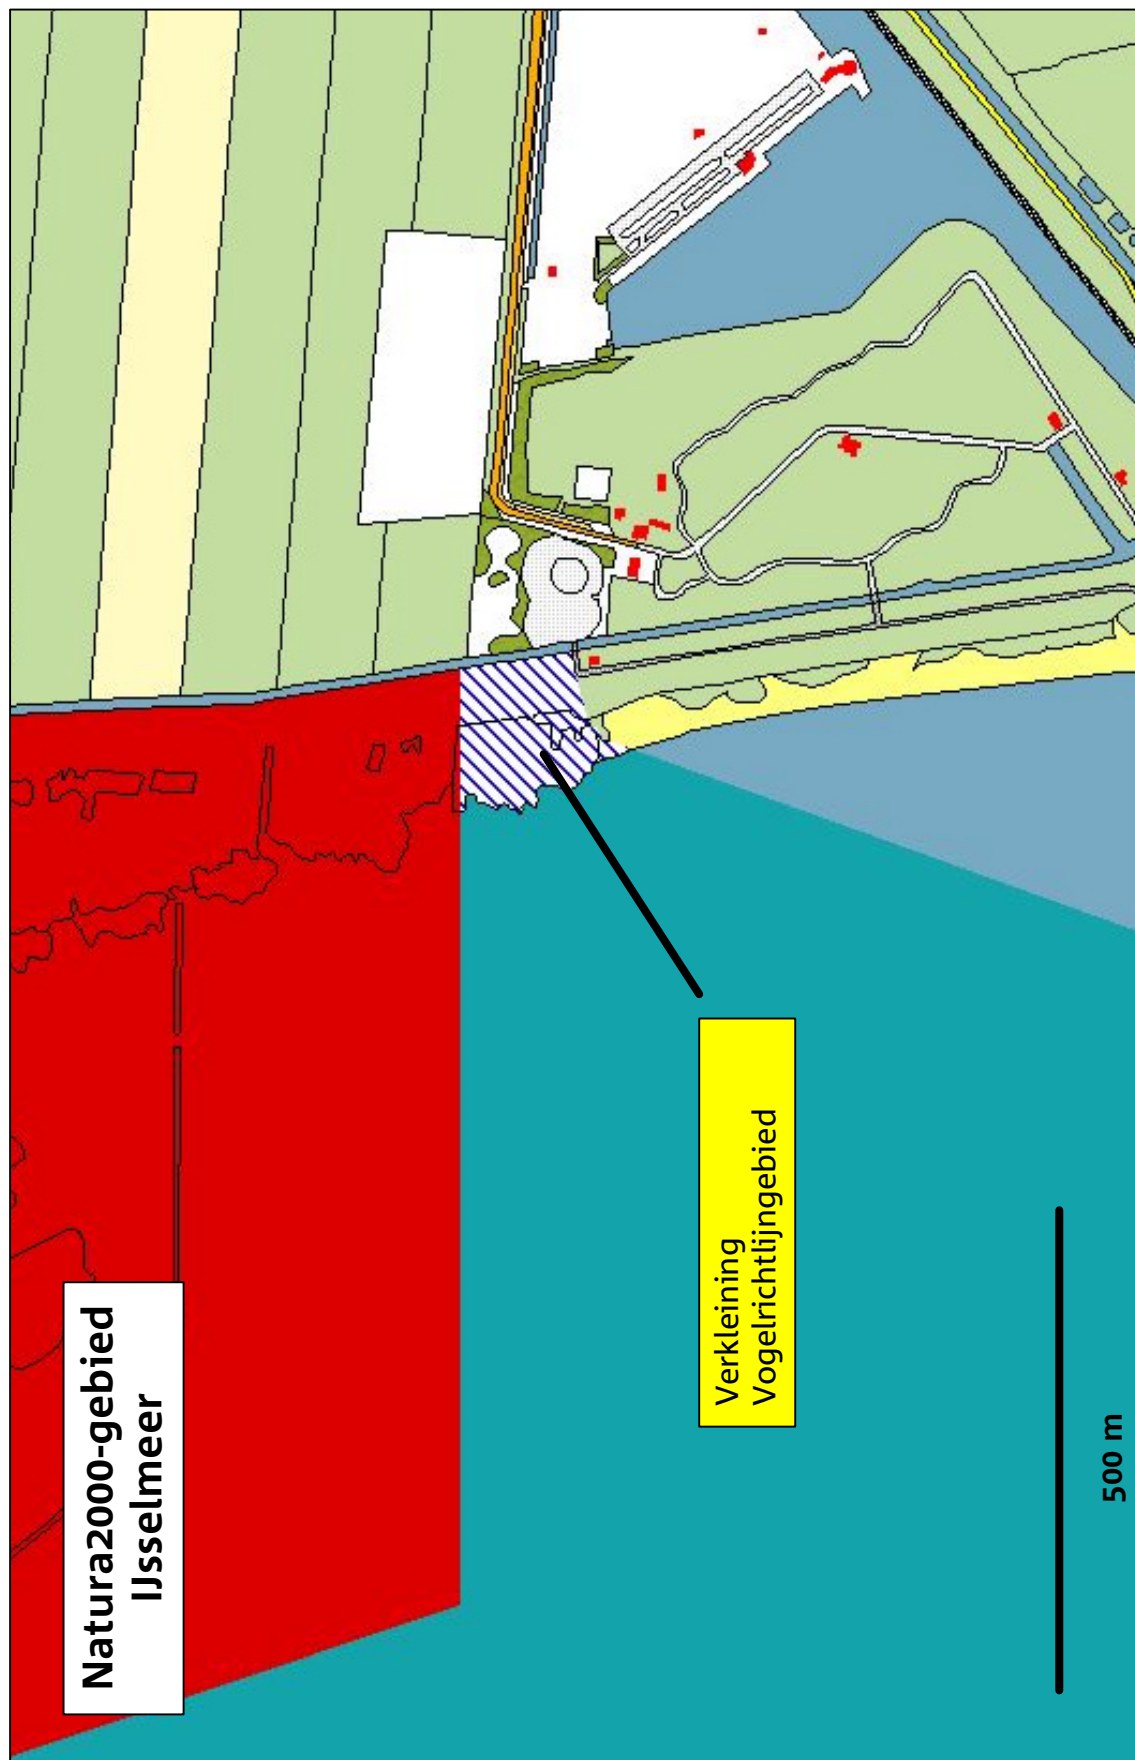 Natura2000-gebied
IJsselmeer
Verkleining
Vogelrichtlijngebied
500 m